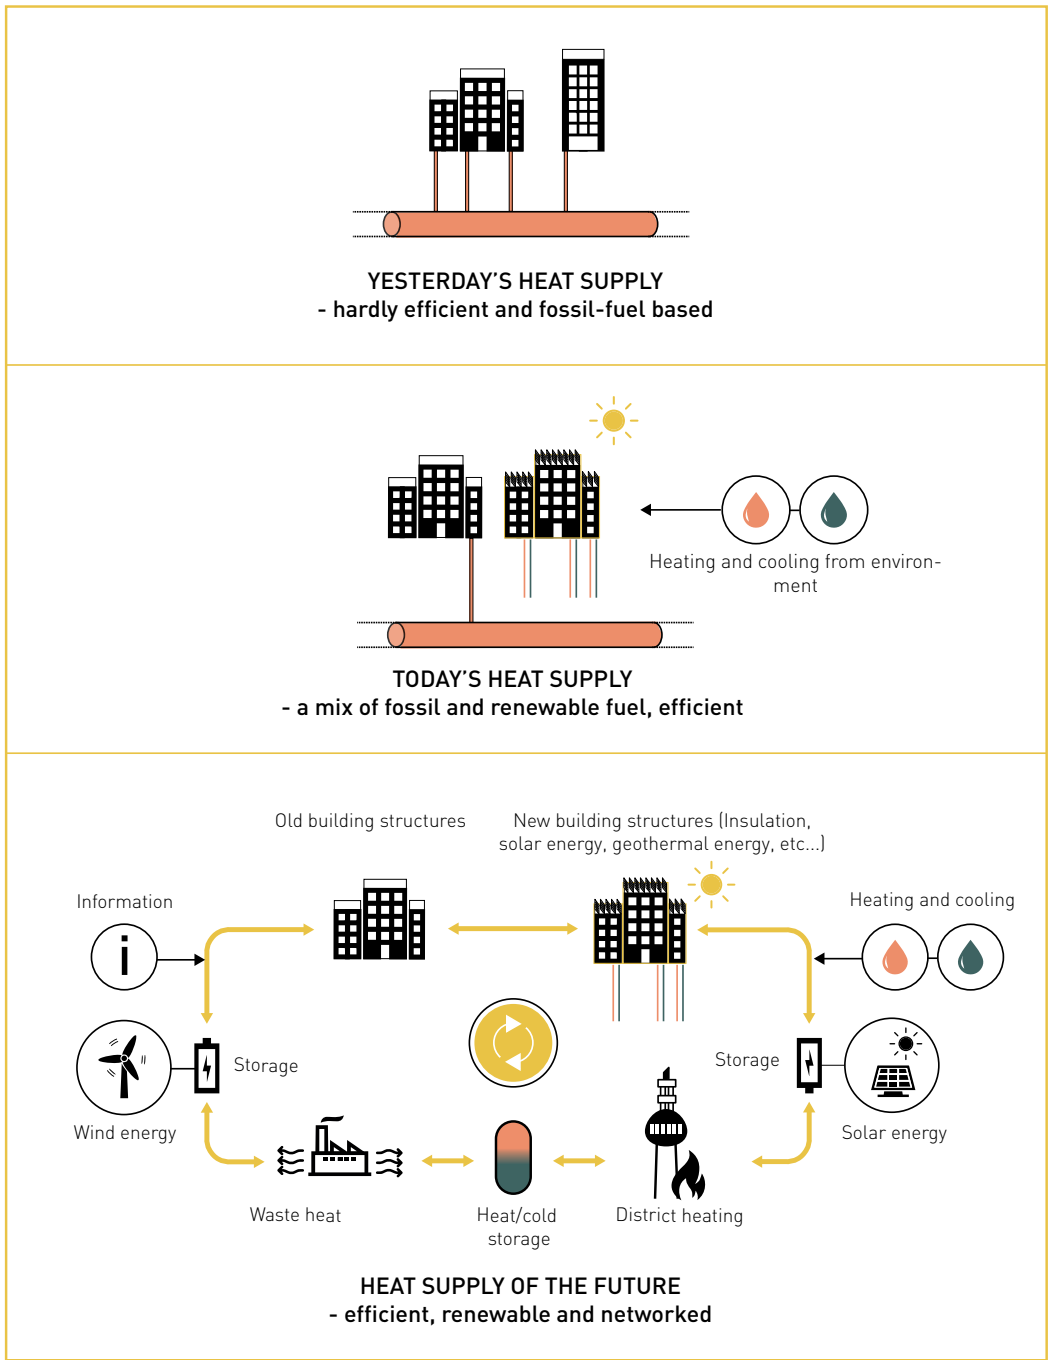 YESTERDAY’S HEAT SUPPLY
- hardly efficient and fossil-fuel based
Heating and cooling from environ-
ment
TODAY’S HEAT SUPPLY
- a mix of fossil and renewable fuel, efficient
Old building structures
New building structures (Insulation,
solar energy, geothermal energy, etc...)
Information
i
Heating and cooling
Storage
Wind energy
Storage
Solar energy
Waste heat
Heat/cold
storage
District heating
HEAT SUPPLY OF THE FUTURE
- efficient, renewable and networked